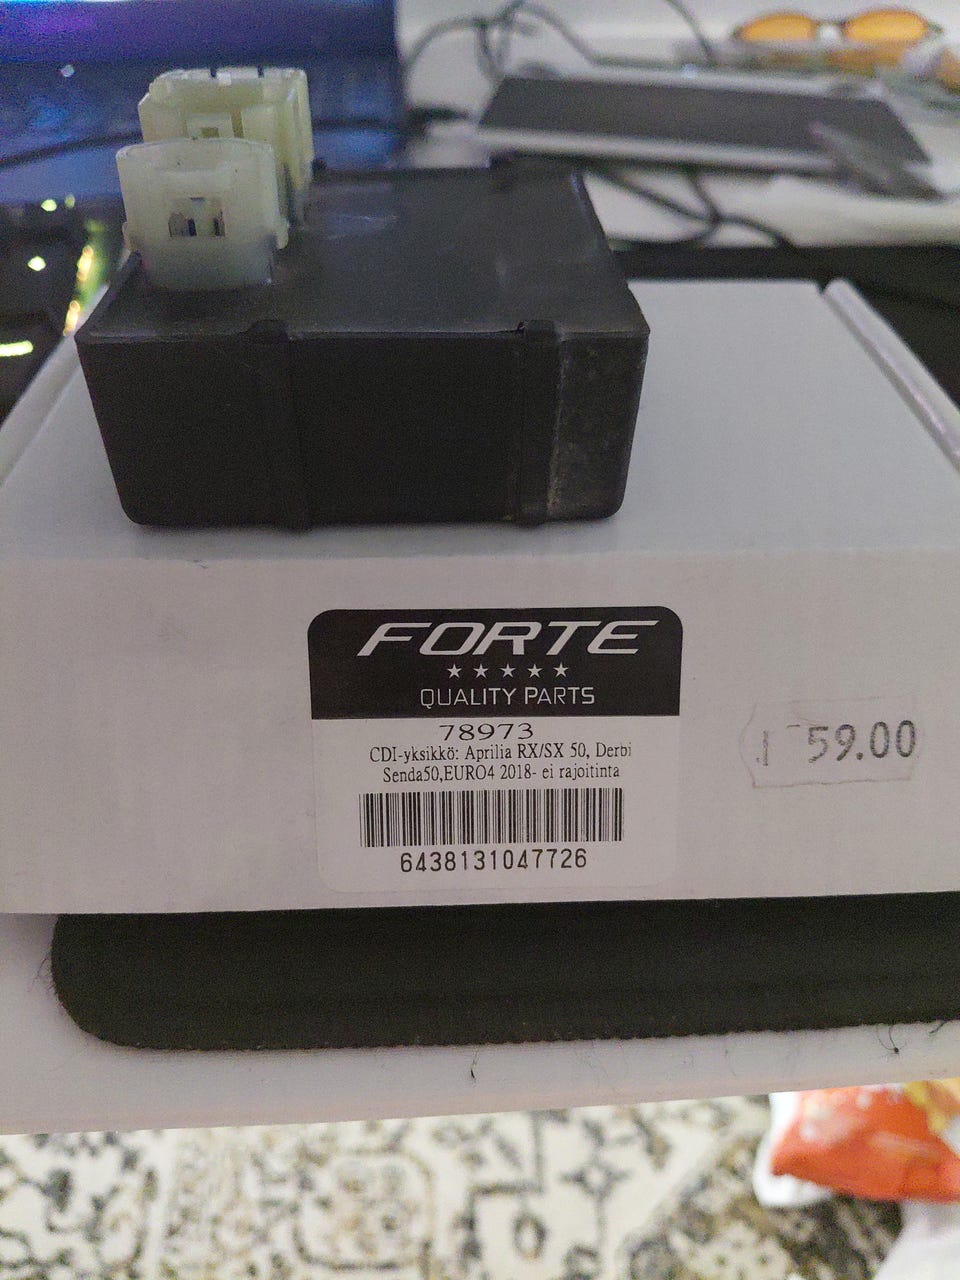 FORTE
QUALITY PARTS
78973
CDI-yksikkö: Aprilia RX/SX 50, Derbi
Senda50,EURO4 2018- ei rajoitinta
6438131047726
59.00